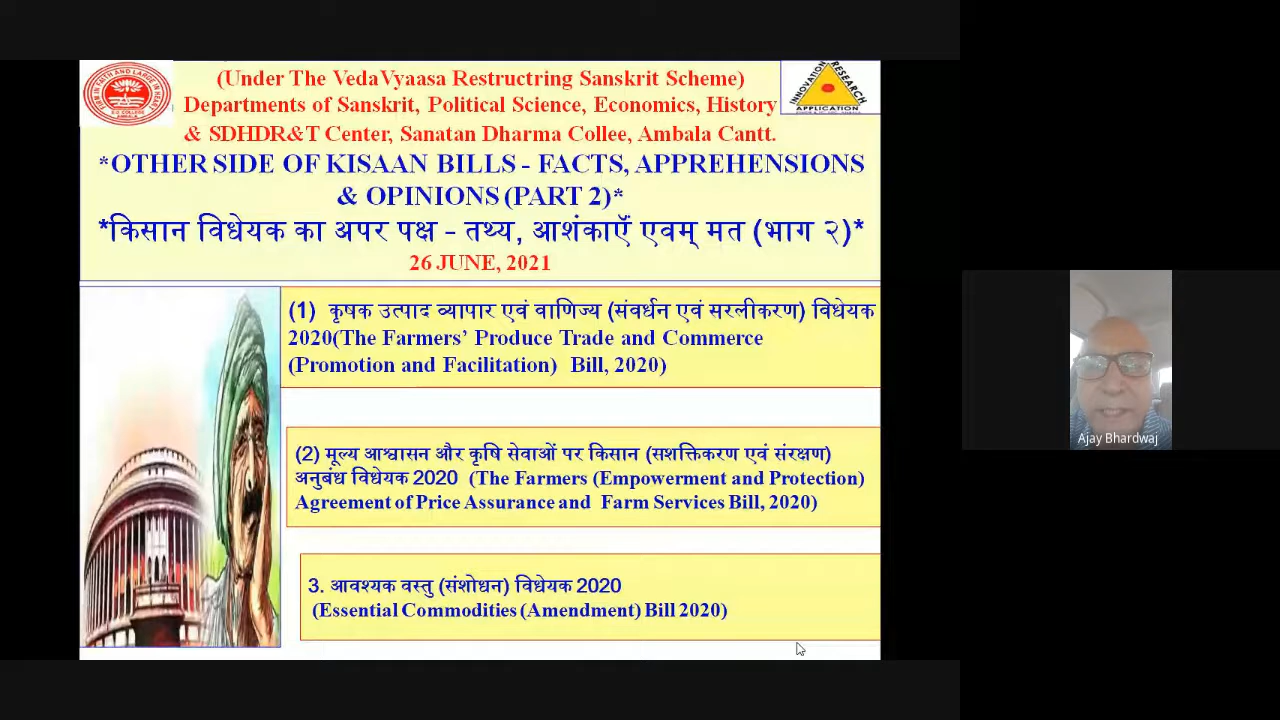 (Under The VedaVyaasa Restructring Sanskrit Scheme)
Departments of Sanskrit, Political Science, Economics, History
& SDHDR&T Center, Sanatan Dharma Collee, Ambala Cantt.
*OTHER SIDE OF KISAAN BILLS - FACTS, APPREHENSIONS
& OPINIONS (PART 2)*
*किसान विधेयक का अपर पक्ष - तथ्य, आशंकाएँ एवम् मत (भाग २)*
26 JUNE, 2021
INNOVATION
RESEARCH
APPLICATION
(1) कृषक उत्पाद व्यापार एवं वाणिज्य (संवर्धन एवं सरलीकरण) विधेयक
2020(The Farmers’ Produce Trade and Commerce
(Promotion and Facilitation) Bill, 2020)
(2) मूल्य आश्वासन और कृषि सेवाओं पर किसान (सशक्तिकरण एवं संरक्षण)
अनुबंध विधेयक 2020 (The Farmers (Empowerment and Protection)
Agreement of Price Assurance and Farm Services Bill, 2020)
3. आवश्यक वस्तु (संशोधन) विधेयक 2020
(Essential Commodities (Amendment) Bill 2020)
Ajay Bhardwaj